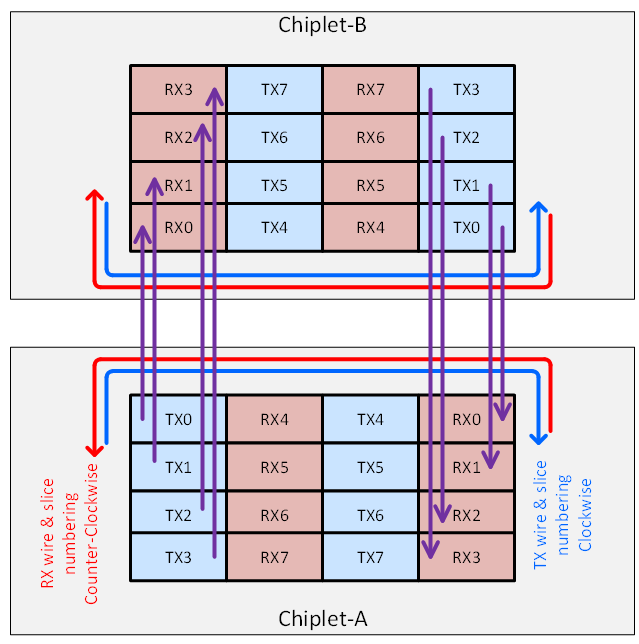 Chiplet-B
RX3 TX7 RX7 TX3
RX2 TX6 RX6 TX2
RX1 TX5 RX5 TX1
RX0 TX4 RX4 TX0
TX0 RX4 TX4 RX0
TX1 RX5 TX5 RX1
TX2 RX6 TX6 RX2
TX3 RX7 TX7 RX3
RX wire & slice
numbering
Counter-Clockwise
TX wire & slice
numbering
Clockwise
Chiplet-A